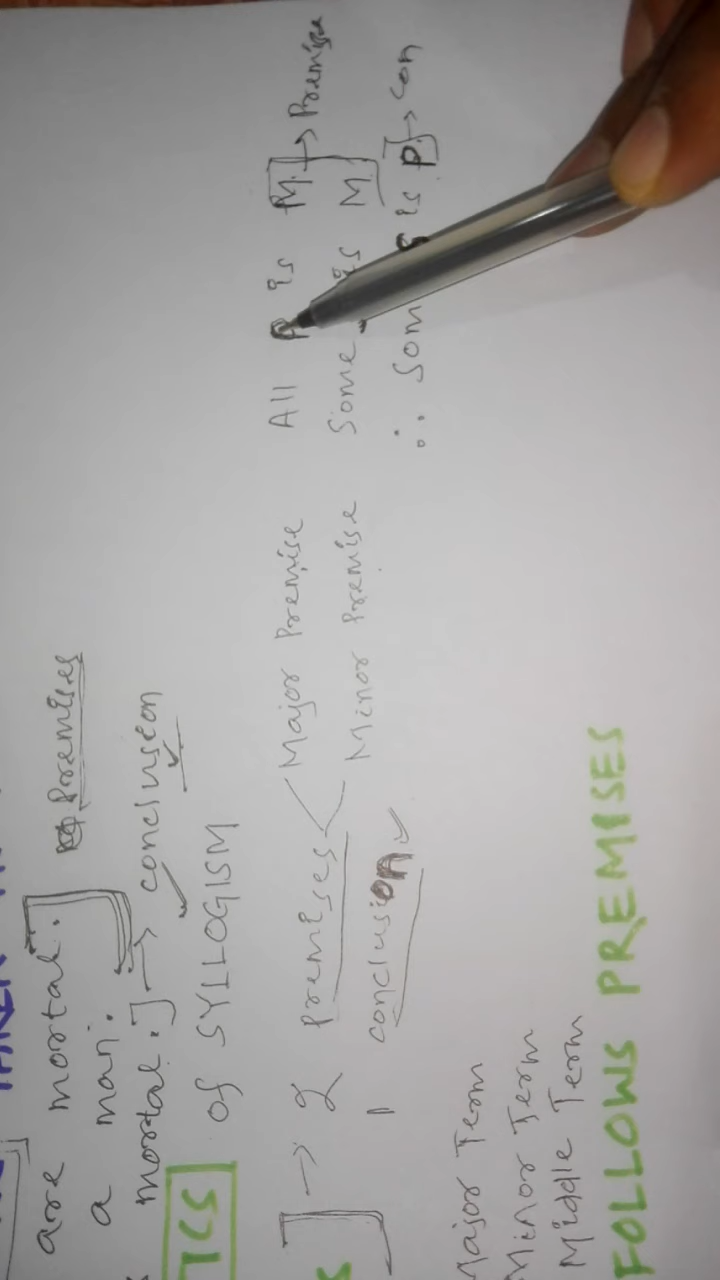 are mortal.
a man.
Premises
mortal. → conclusion
TCS of SYLLOGISM
→ 2 Premises Major Premise
Minor Premise
1 conclusion
All P is M → Premise
Some is M
∴ Som S is P → Con
Major Term
Minor Term
Middle Term
FOLLOWS PREMISES